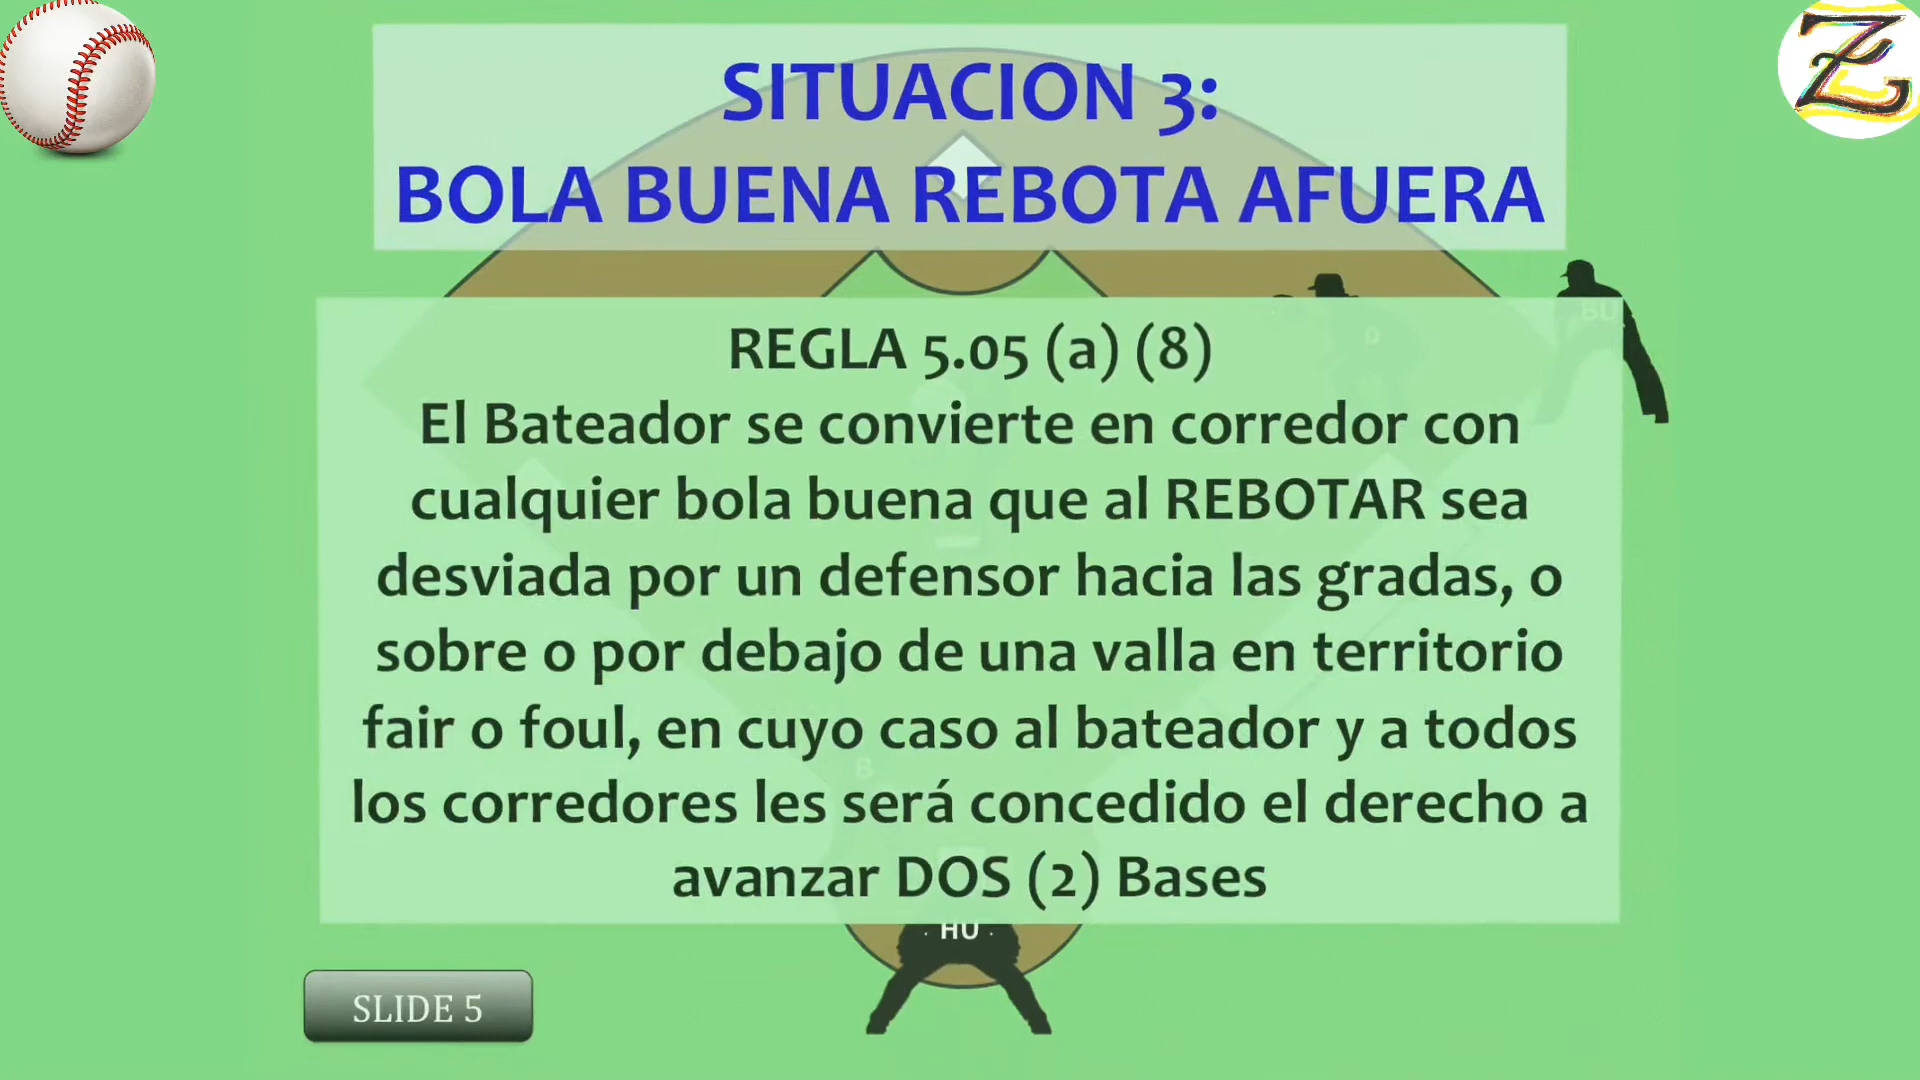 SITUACION 3:
BOLA BUENA REBOTA AFUERA
REGLA 5.05 (a) (8)
El Bateador se convierte en corredor con
cualquier bola buena que al REBOTAR sea
desviada por un defensor hacia las gradas, o
sobre o por debajo de una valla en territorio
fair o foul, en cuyo caso al bateador y a todos
los corredores les será concedido el derecho a
avanzar DOS (2) Bases
BU
D
B
HU
SLIDE 5
Z